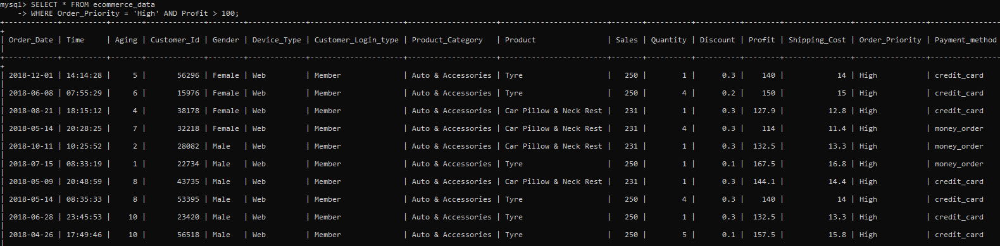 mysql> SELECT * FROM ecommerce_data
    -> WHERE Order_Priority = 'High' AND Profit > 100;
| Order_Date | Time     | Aging | Customer_Id | Gender | Device_Type | Customer_Login_type | Product_Category   | Product                | Sales | Quantity | Discount | Profit | Shipping_Cost | Order_Priority | Payment_method
| 2018-12-01 | 14:14:28 |     5 |       56296 | Female | Web         | Member              | Auto & Accessories | Tyre                   |   250 |        1 |      0.3 |    140 |            14 | High           | credit_card
| 2018-06-08 | 07:55:29 |     6 |       15976 | Female | Web         | Member              | Auto & Accessories | Tyre                   |   250 |        4 |      0.2 |    150 |            15 | High           | credit_card
| 2018-08-21 | 18:15:12 |     4 |       38178 | Female | Web         | Member              | Auto & Accessories | Car Pillow & Neck Rest |   231 |        1 |      0.3 |  127.9 |          12.8 | High           | credit_card
| 2018-05-14 | 20:28:25 |     7 |       32218 | Female | Web         | Member              | Auto & Accessories | Car Pillow & Neck Rest |   231 |        4 |      0.3 |    114 |          11.4 | High           | money_order
| 2018-10-11 | 10:25:52 |     2 |       28082 | Male   | Web         | Member              | Auto & Accessories | Car Pillow & Neck Rest |   231 |        1 |      0.3 |  132.5 |          13.3 | High           | money_order
| 2018-07-15 | 08:33:19 |     1 |       22734 | Male   | Web         | Member              | Auto & Accessories | Tyre                   |   250 |        1 |      0.1 |  167.5 |          16.8 | High           | money_order
| 2018-05-09 | 20:48:59 |     8 |       43735 | Male   | Web         | Member              | Auto & Accessories | Car Pillow & Neck Rest |   231 |        1 |      0.3 |  144.1 |          14.4 | High           | credit_card
| 2018-05-14 | 08:35:33 |     8 |       53395 | Male   | Web         | Member              | Auto & Accessories | Tyre                   |   250 |        4 |      0.3 |    140 |            14 | High           | credit_card
| 2018-06-28 | 23:45:53 |    10 |       23420 | Male   | Web         | Member              | Auto & Accessories | Tyre                   |   250 |        1 |      0.3 |  132.5 |          13.3 | High           | credit_card
| 2018-04-26 | 17:49:46 |    10 |       56518 | Male   | Web         | Member              | Auto & Accessories | Tyre                   |   250 |        5 |      0.1 |  157.5 |          15.8 | High           | credit_card